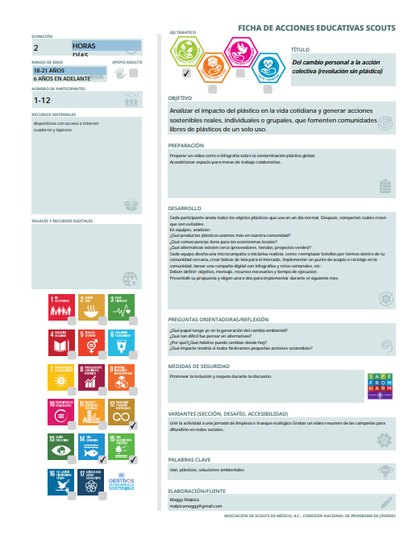 FICHA DE ACCIONES EDUCATIVAS SCOUTS
DURACIÓN
2
HORAS
DÍAS
RANGO DE EDAD
APOYO ADULTO
18-21 AÑOS
6 AÑOS EN ADELANTE
NÚMERO DE PARTICIPANTES
1-12
RECURSOS MATERIALES
dispositivos con acceso a internet
cuaderno y lapicero
ENLACES Y RECURSOS DIGITALES
EJE TEMÁTICO
TÍTULO
Del cambio personal a la acción
colectiva (revolución sin plástico)
OBJETIVO
Analizar el impacto del plástico en la vida cotidiana y generar acciones
sostenibles reales, individuales o grupales, que fomenten comunidades
libres de plásticos de un solo uso.
PREPARACIÓN
Preparar un video corto o infografía sobre la contaminación plástica global.
Acondicionar espacio para mesas de trabajo colaborativo.
DESARROLLO
Cada participante anota todos los objetos plásticos que usa en un día normal. Después, comparten cuáles creen
que son evitables.
En equipos, analizan:
¿Qué productos plásticos usamos más en nuestra comunidad?
¿Qué consecuencias tiene para los ecosistemas locales?
¿Qué alternativas existen cerca (proveedores, tiendas, proyectos verdes)?
Cada equipo diseña una microcampaña o iniciativa realista, como: reemplazar botellas por termos dentro de tu
comunidad cercana, crear bolsas de tela para el mercado, implementar un punto de acopio o reciclaje en la
comunidad, lanzar una campaña digital con infografías y retos semanales, etc.
Deben definir: objetivo, mensaje, recursos necesarios y tiempo de ejecución.
Presentarán su propuesta y eligen una o dos para implementar durante el siguiente mes.
PREGUNTAS ORIENTADORAS/REFLEXIÓN
¿Qué papel tengo yo en la generación del cambio ambiental?
¿Qué tan difícil fue pensar en alternativas?
¿Por qué/¿Qué hábitos puedo cambiar desde hoy?
¿Qué impacto tendría si todos hiciéramos pequeñas acciones sostenibles?
MEDIDAS DE SEGURIDAD
Promover la inclusión y respeto durante la discusión.
SAFE
FROM
HARM
VARIANTES (SECCIÓN, DESAFÍO, ACCESIBILIDAD)
Unir la actividad a una jornada de limpieza o trueque ecológico Grabar un video resumen de las campañas para
difundirlo en redes sociales.
PALABRAS CLAVE
clan, plásticos, soluciones ambientales
ELABORACIÓN/FUENTE
Maggy Malpica
malpicamaggy@gmail.com
ASOCIACIÓN DE SCOUTS DE MÉXICO, A.C., COMISIÓN NACIONAL DE PROGRAMA DE JÓVENES
OBJETIVOS
DE DESARROLLO
SOSTENIBLE